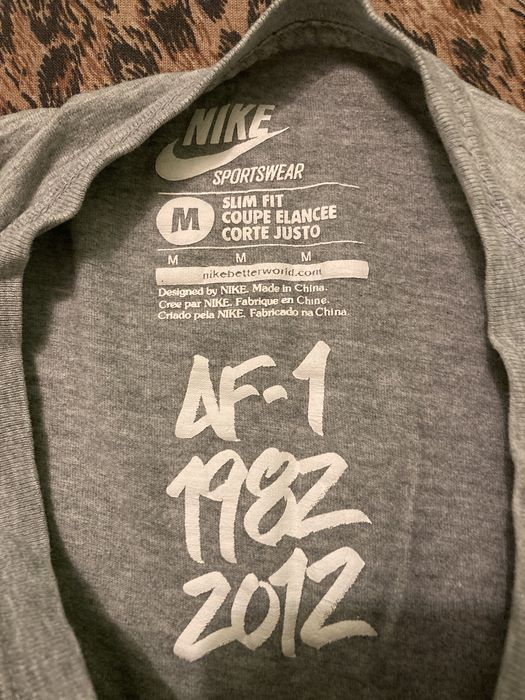 NIKE
SPORTSWEAR
M
SLIM FIT
COUPE ELANCEE
CORTE JUSTO
M M M
nikebetterworld.com
Designed by NIKE. Made in China.
Cree par NIKE. Fabrique en Chine.
Criado pela NIKE. Fabricado na China.
AF-1
1982
2012